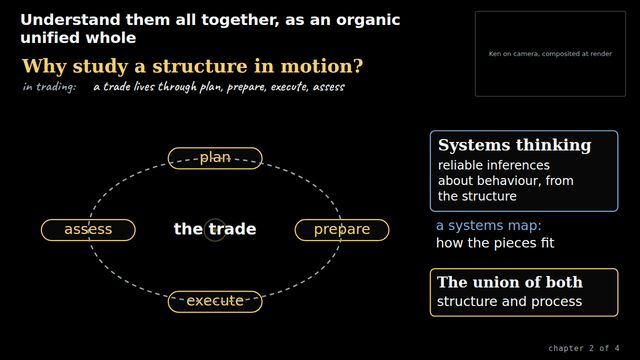 Understand them all together, as an organic
unified whole
Why study a structure in motion?
in trading: a trade lives through plan, prepare, execute, assess
Ken on camera, composited at render
plan
assess
the trade
prepare
execute
Systems thinking
reliable inferences
about behaviour, from
the structure
a systems map:
how the pieces fit
The union of both
structure and process
chapter 2 of 4